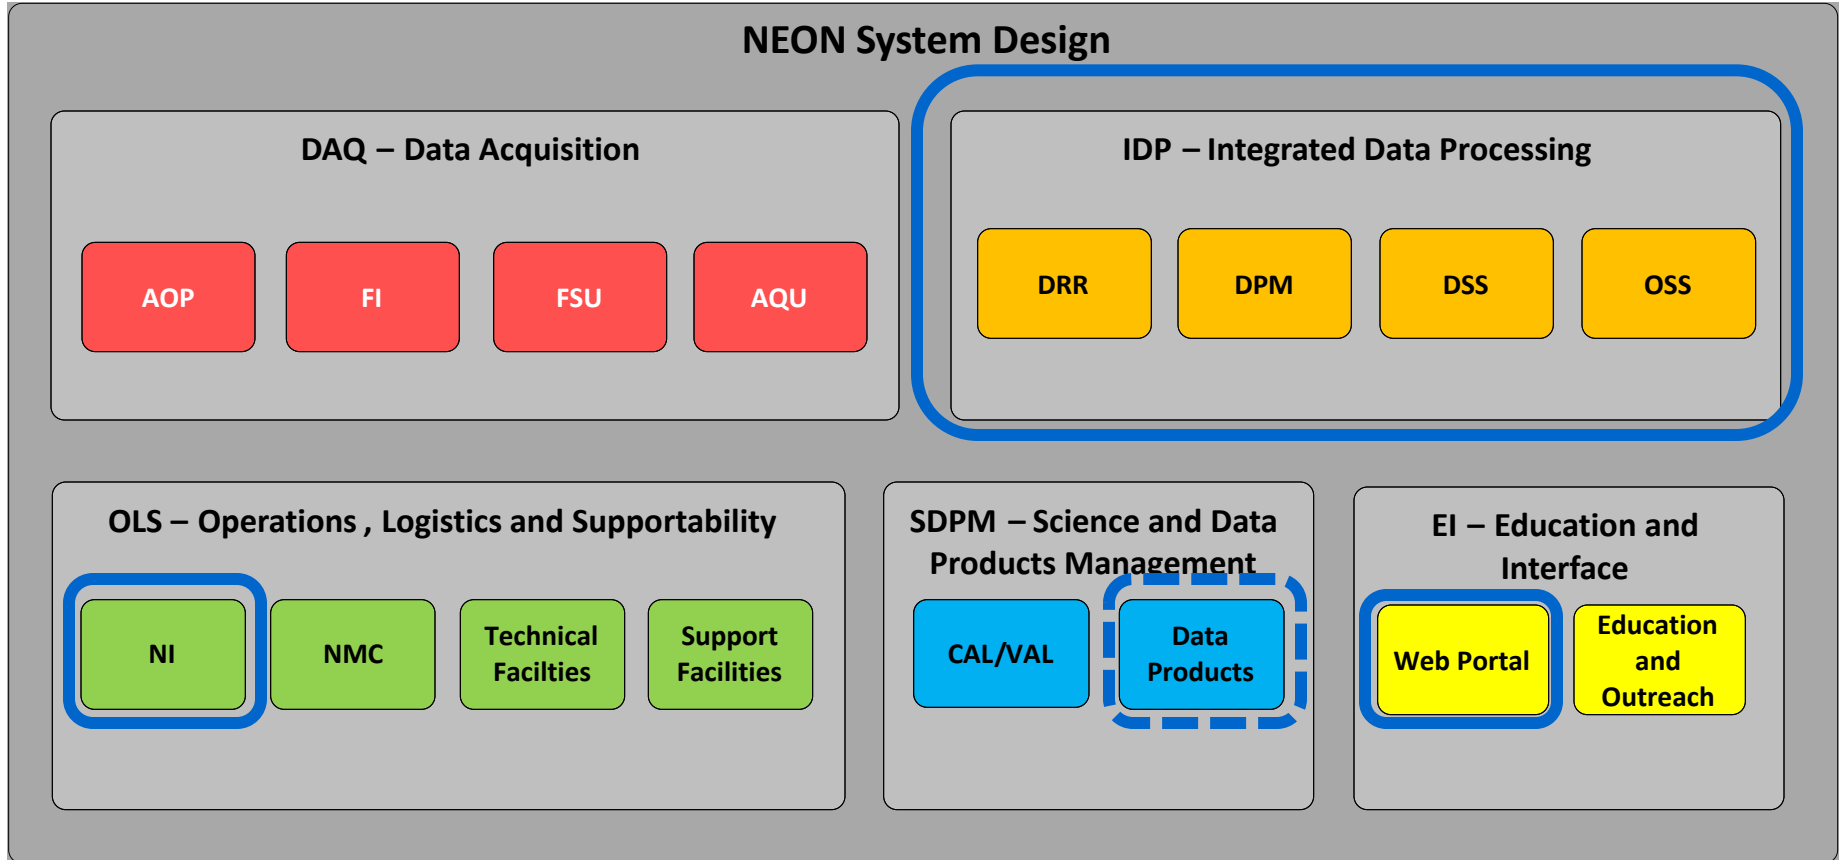 NEON System Design
DAQ – Data Acquisition
IDP – Integrated Data Processing
AOP
FI
FSU
AQU
DRR
DPM
DSS
OSS
OLS – Operations , Logistics and Supportability
SDPM – Science and Data
Products Management
EI – Education and
Interface
NI
NMC
Technical
Facilties
Support
Facilities
CAL/VAL
Data
Products
Web Portal
Education
and
Outreach